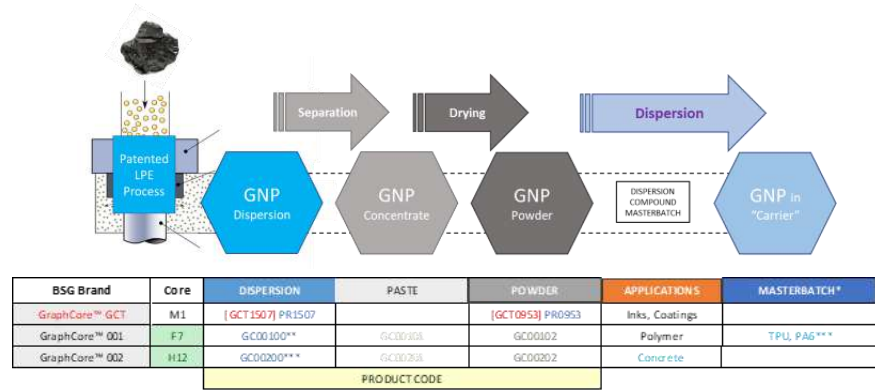 Separation
Drying
Dispersion
Patented
LPE
Process
GNP
Dispersion
GNP
Concentrate
GNP
Powder
DISPERSION
COMPOUND
MASTERBATCH
GNP in
"Carrier"
BSG Brand Core DISPERSION PASTE POWDER APPLICATIONS MASTERBATCH*
GraphCore™ GCT M1 [GCT1507] PR1507 [GCT0953] PR0953 Inks, Coatings
GraphCore™ 001 F7 GC00100** GC00102 Polymer TPU, PA6***
GraphCore™ 002 H12 GC00200*** GC00202 Concrete
PRODUCT CODE